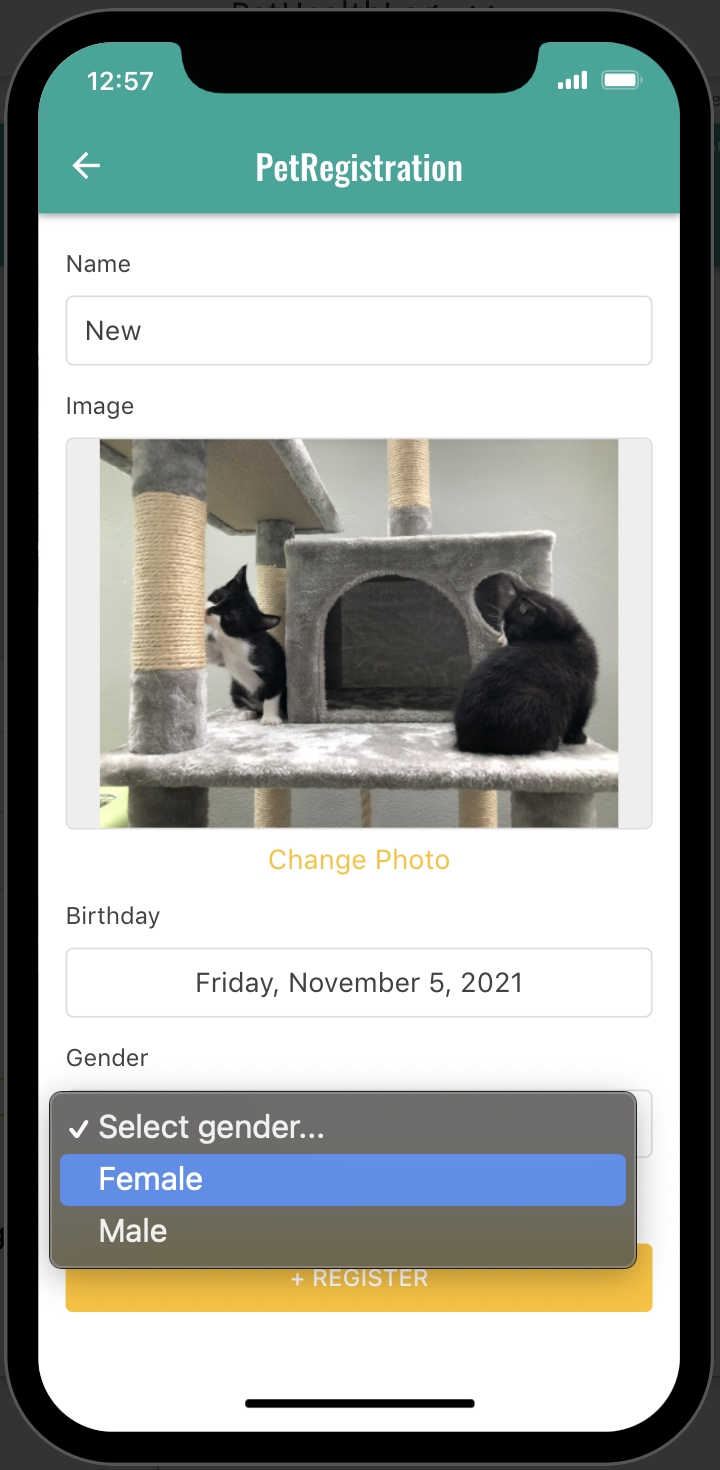 12:57
PetRegistration
Name
New
Image
Change Photo
Birthday
Friday, November 5, 2021
Gender
✓ Select gender...
Female
Male
+ REGISTER